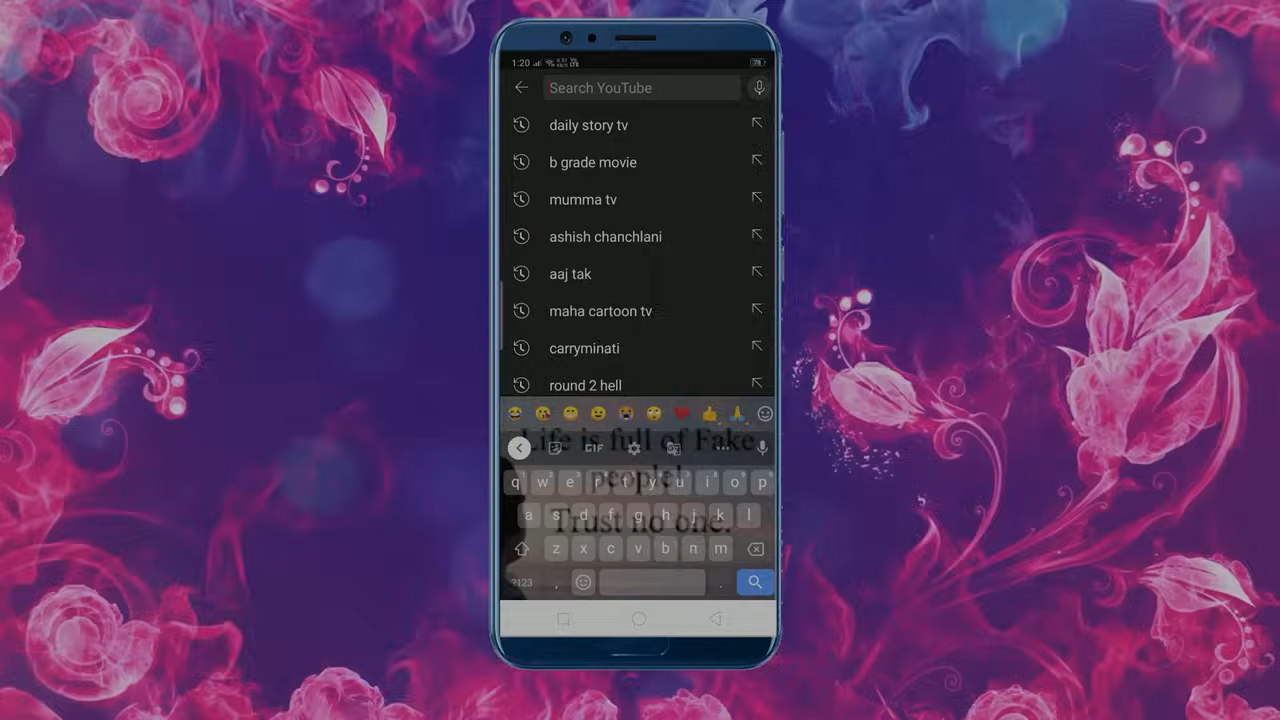 1:20
78
Search YouTube
daily story tv
b grade movie
mumma tv
ashish chanchlani
aaj tak
maha cartoon tv
carryminati
round 2 hell
Life is full of Fake
GIF
people!
q w e r t y u i o p
Trust no one.
a s d f g h j k l
z x c v b n m
?123 , .